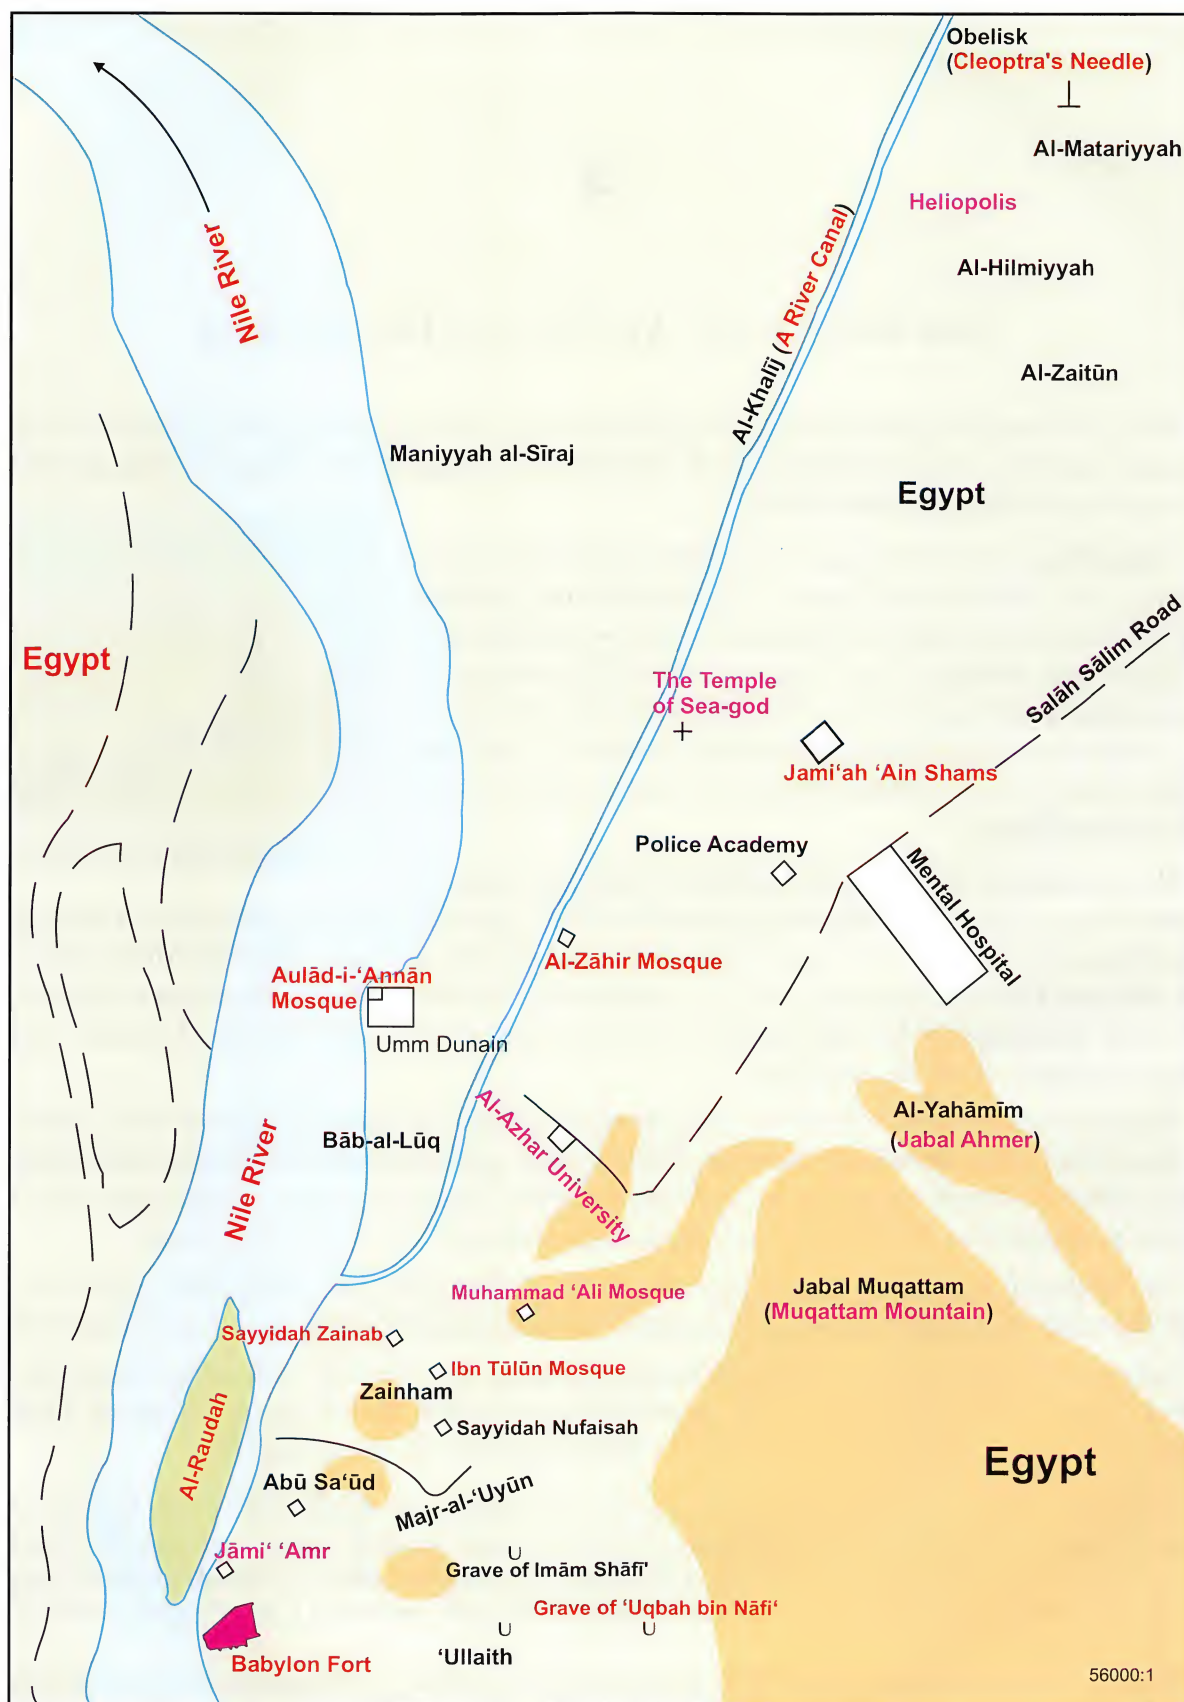 Obelisk
(Cleoptra's Needle)
Al-Matariyyah
Heliopolis
Nile River
Al-Khalīj (A River Canal)
Al-Hilmiyyah
Al-Zaitūn
Maniyyah al-Sīraj
Egypt
Egypt
Salāh Sālim Road
The Temple
of Sea-god
Jami‘ah ‘Ain Shams
Police Academy
Mental Hospital
Al-Zāhir Mosque
Aulād-i-‘Annān
Mosque
Umm Dunain
Al-Azhar University
Al-Yahāmīm
(Jabal Ahmer)
Bāb-al-Lūq
Nile River
Muhammad ‘Ali Mosque
Jabal Muqattam
(Muqattam Mountain)
Sayyidah Zainab
Ibn Tūlūn Mosque
Zainham
Sayyidah Nufaisah
Al-Raudah
Egypt
Abū Sa‘ūd
Majr-al-‘Uyūn
Jāmi‘ ‘Amr
Grave of Imām Shāfī'
Grave of ‘Uqbah bin Nāfi‘
‘Ullaith
Babylon Fort
56000:1